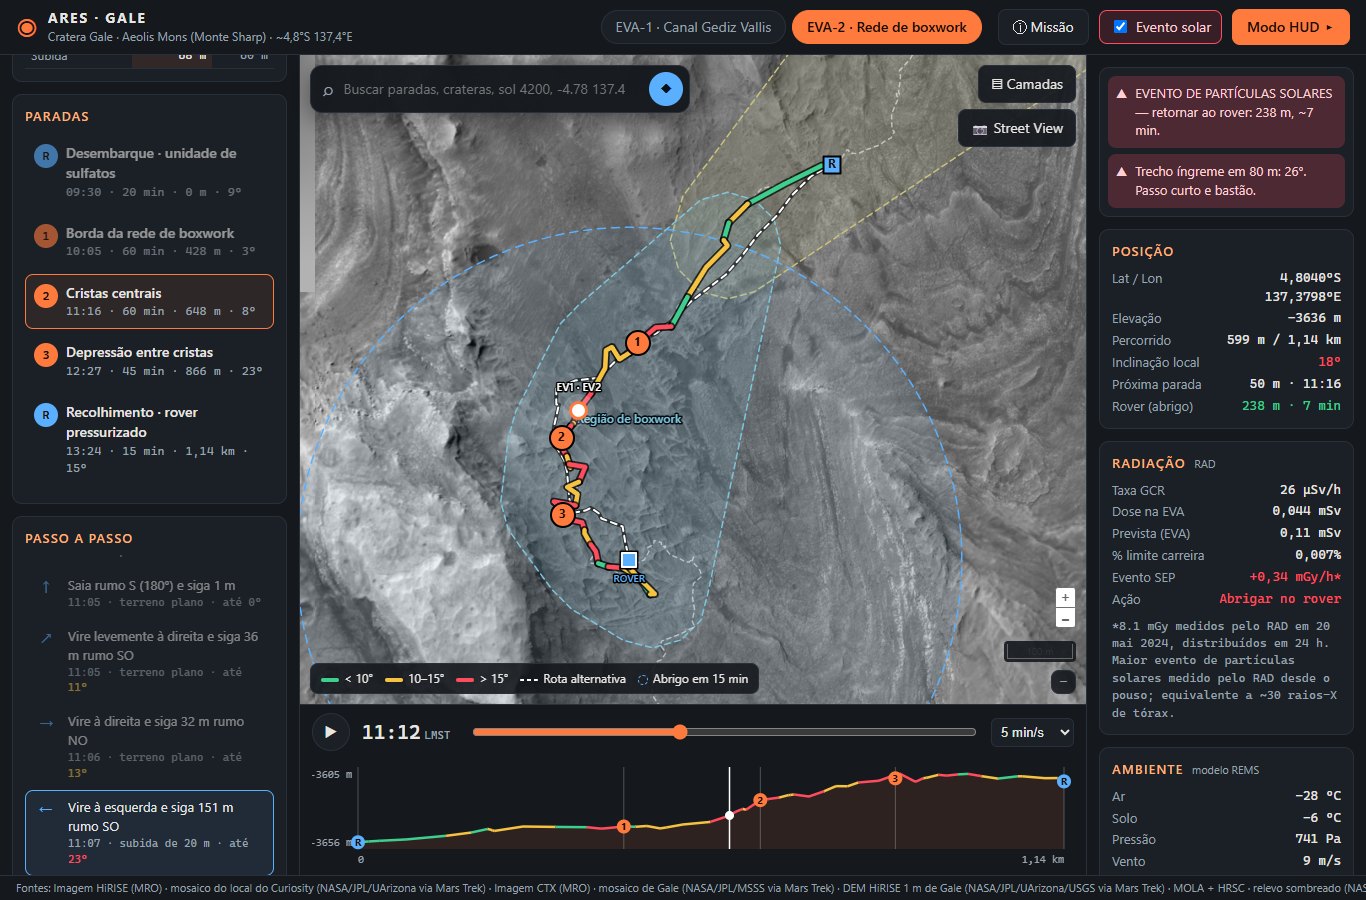 ARES · GALE
Cratera Gale · Aeolis Mons (Monte Sharp) · ~4,8°S 137,4°E
EVA-1 · Canal Gediz Vallis
EVA-2 · Rede de boxwork
ⓘ Missão
Evento solar
Modo HUD ▸
Subida 88 m 60 m
PARADAS
R Desembarque · unidade de
sulfatos
09:30 · 20 min · 0 m · 9°
1 Borda da rede de boxwork
10:05 · 60 min · 428 m · 3°
2 Cristas centrais
11:16 · 60 min · 648 m · 8°
3 Depressão entre cristas
12:27 · 45 min · 866 m · 23°
R Recolhimento · rover
pressurizado
13:24 · 15 min · 1,14 km ·
15°
PASSO A PASSO
↑ Saia rumo S (180°) e siga 1 m
11:05 · terreno plano · até 0°
↗ Vire levemente à direita e siga 36
m rumo SO
11:05 · terreno plano · até
11°
→ Vire à direita e siga 32 m rumo
NO
11:06 · terreno plano · até
13°
← Vire à esquerda e siga 151 m
rumo SO
11:07 · subida de 20 m · até
23°
Buscar paradas, crateras, sol 4200, -4.78 137.4
Camadas
Street View
R
1
EV1 · EV2
egião de boxwork
2
3
ROVER
+
−
100 m
−
< 10°
10–15°
> 15°
Rota alternativa
Abrigo em 15 min
▶ 11:12 LMST
5 min/s
-3605 m
-3656 m
R
1
2
3
R
0
1,14 km
▲ EVENTO DE PARTÍCULAS SOLARES
— retornar ao rover: 238 m, ~7
min.
▲ Trecho íngreme em 80 m: 26°.
Passo curto e bastão.
POSIÇÃO
Lat / Lon 4,8040°S
137,3798°E
Elevação −3636 m
Percorrido 599 m / 1,14 km
Inclinação local 18°
Próxima parada 50 m · 11:16
Rover (abrigo) 238 m · 7 min
RADIAÇÃO RAD
Taxa GCR 26 µSv/h
Dose na EVA 0,044 mSv
Prevista (EVA) 0,11 mSv
% limite carreira 0,007%
Evento SEP +0,34 mGy/h*
Ação Abrigar no rover
*8.1 mGy medidos pelo RAD em 20
mai 2024, distribuídos em 24 h.
Maior evento de partículas
solares medido pelo RAD desde o
pouso; equivalente a ~30 raios-X
de tórax.
AMBIENTE modelo REMS
Ar −28 °C
Solo −6 °C
Pressão 741 Pa
Vento 9 m/s
Fontes: Imagem HiRISE (MRO) · mosaico do local do Curiosity (NASA/JPL/UArizona via Mars Trek) · Imagem CTX (MRO) · mosaico de Gale (NASA/JPL/MSSS via Mars Trek) · DEM HiRISE 1 m de Gale (NASA/JPL/UArizona/USGS via Mars Trek) · MOLA + HRSC · relevo sombreado (NAS